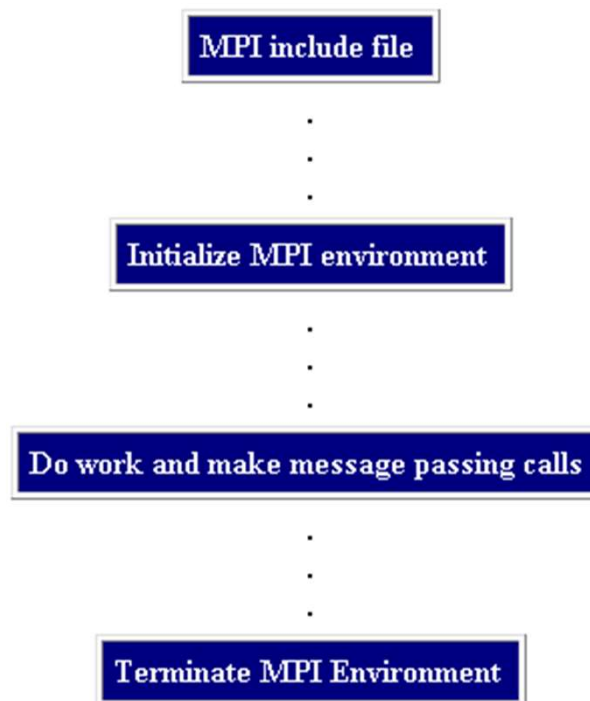 MPI include file
Initialize MPI environment
Do work and make message passing calls
Terminate MPI Environment